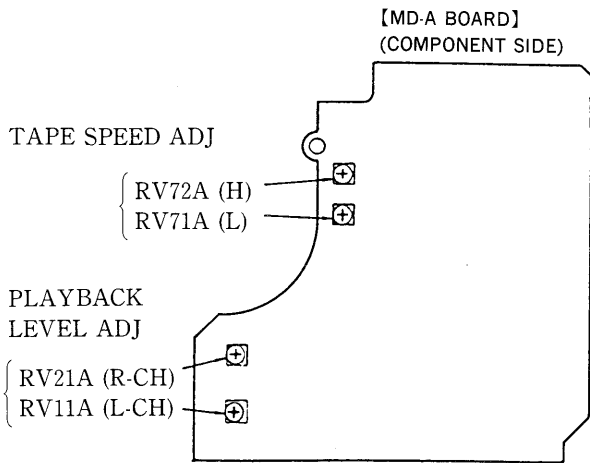 【MD-A BOARD】
(COMPONENT SIDE)
TAPE SPEED ADJ
RV72A (H)
RV71A (L)
PLAYBACK
LEVEL ADJ
RV21A (R-CH)
RV11A (L-CH)